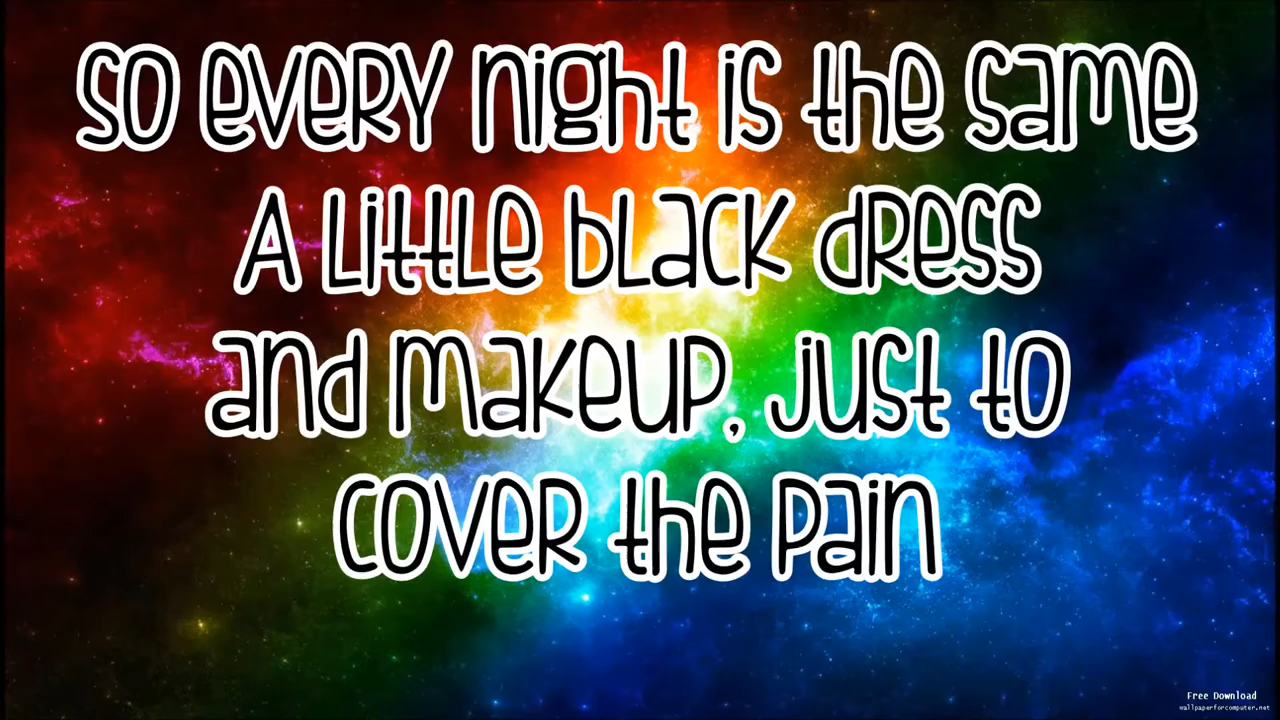 So every night is the same
A little black dress
and makeup, just to
cover the pain
Free Download
wallpaperforcomputer.net